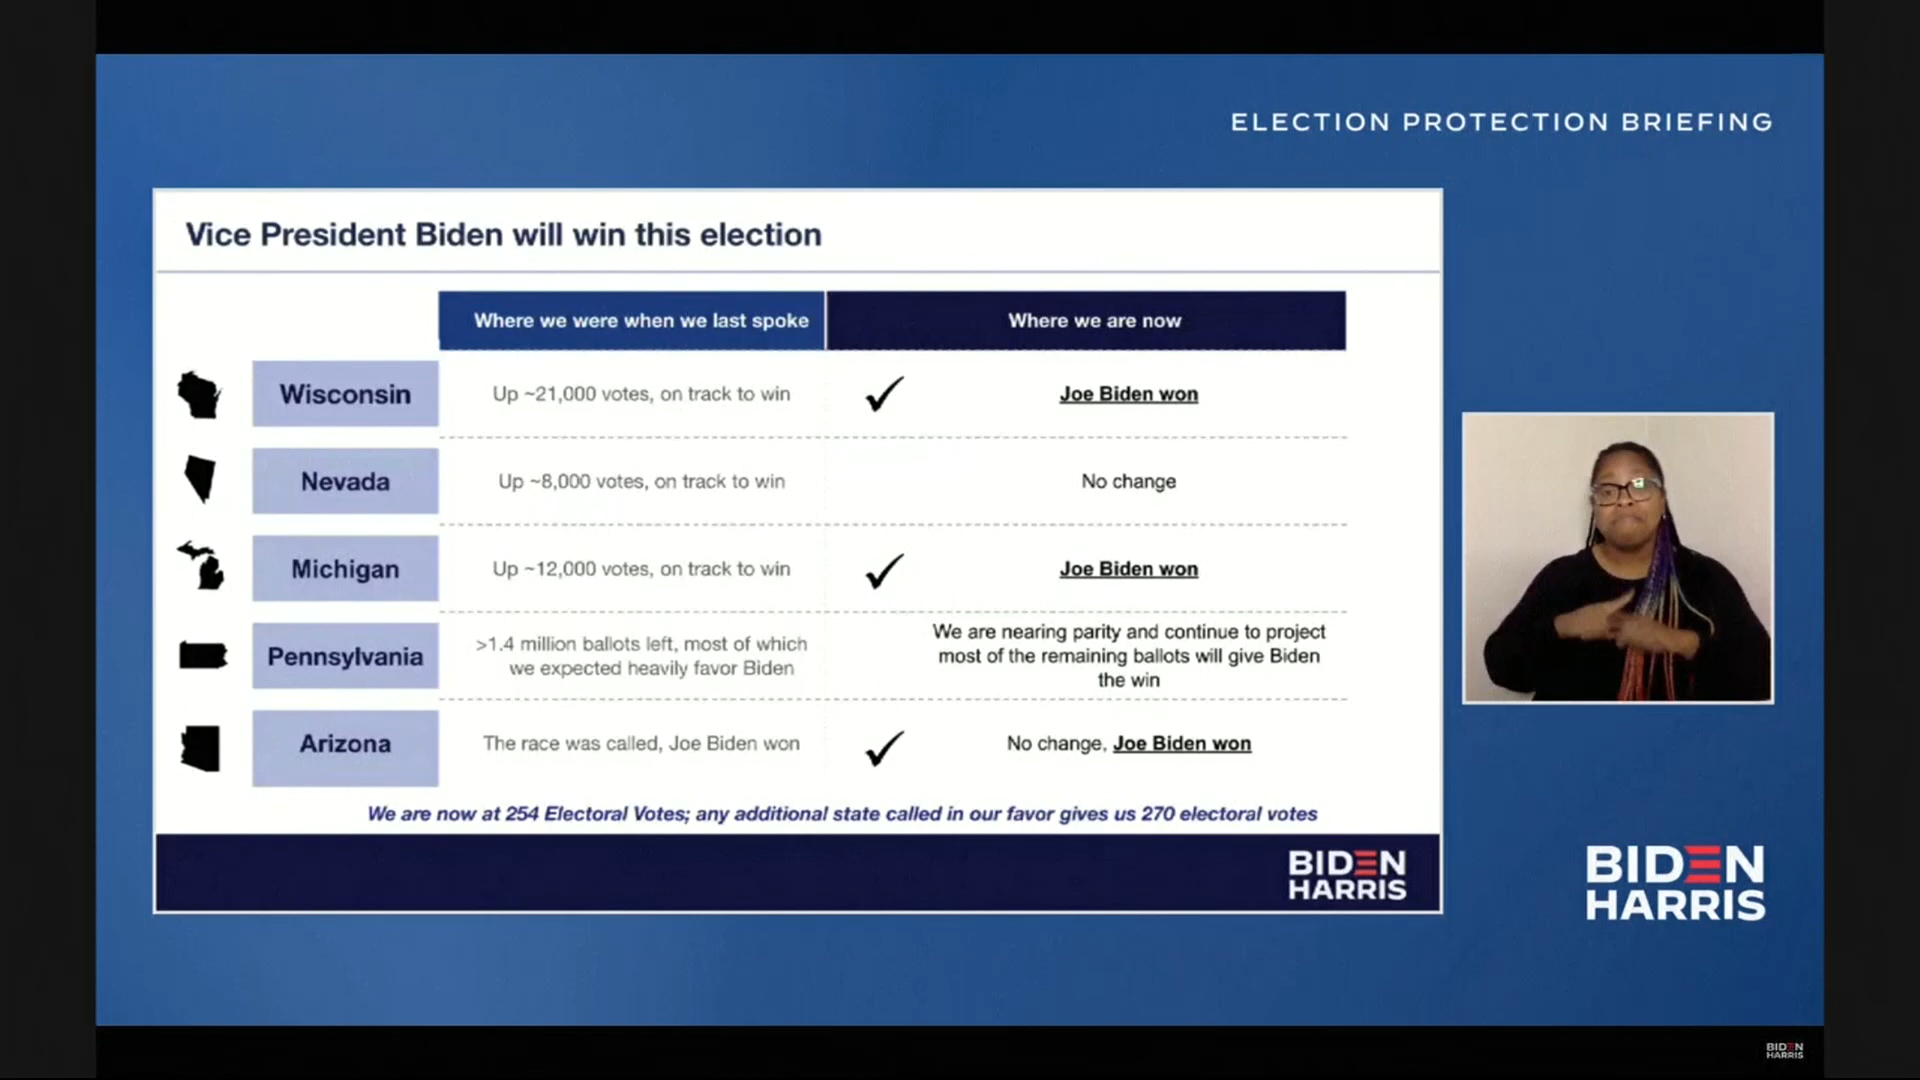 ELECTION PROTECTION BRIEFING
Vice President Biden will win this election
Where we were when we last spoke
Where we are now
Wisconsin
Up ~21,000 votes, on track to win
Joe Biden won
Nevada
Up ~8,000 votes, on track to win
No change
Michigan
Up ~12,000 votes, on track to win
Joe Biden won
Pennsylvania
>1.4 million ballots left, most of which
we expected heavily favor Biden
We are nearing parity and continue to project
most of the remaining ballots will give Biden
the win
Arizona
The race was called, Joe Biden won
No change, Joe Biden won
We are now at 254 Electoral Votes; any additional state called in our favor gives us 270 electoral votes
BIDEN
HARRIS
BIDEN
HARRIS
BIDEN
HARRIS